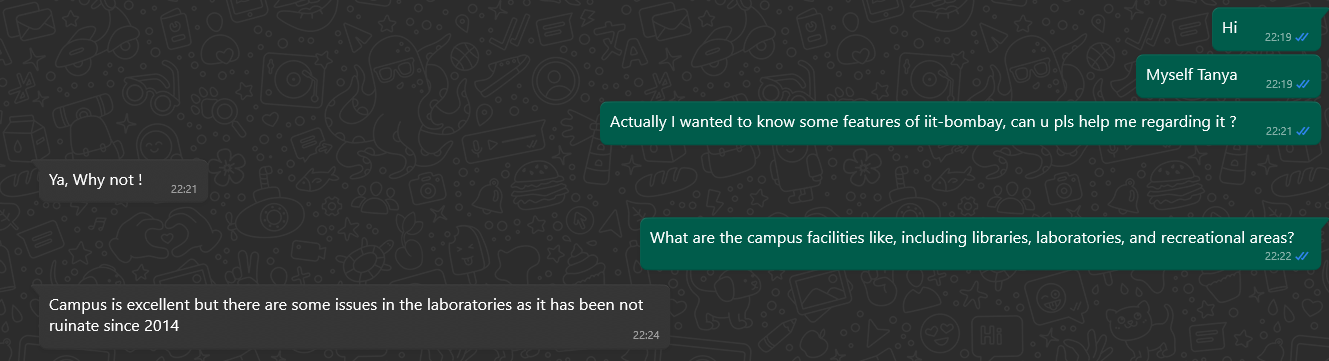 Hi
22:19
Myself Tanya
22:19
Actually I wanted to know some features of iit-bombay, can u pls help me regarding it ?
22:21
Ya, Why not !
22:21
What are the campus facilities like, including libraries, laboratories, and recreational areas?
22:22
Campus is excellent but there are some issues in the laboratories as it has been not
ruinate since 2014
22:24